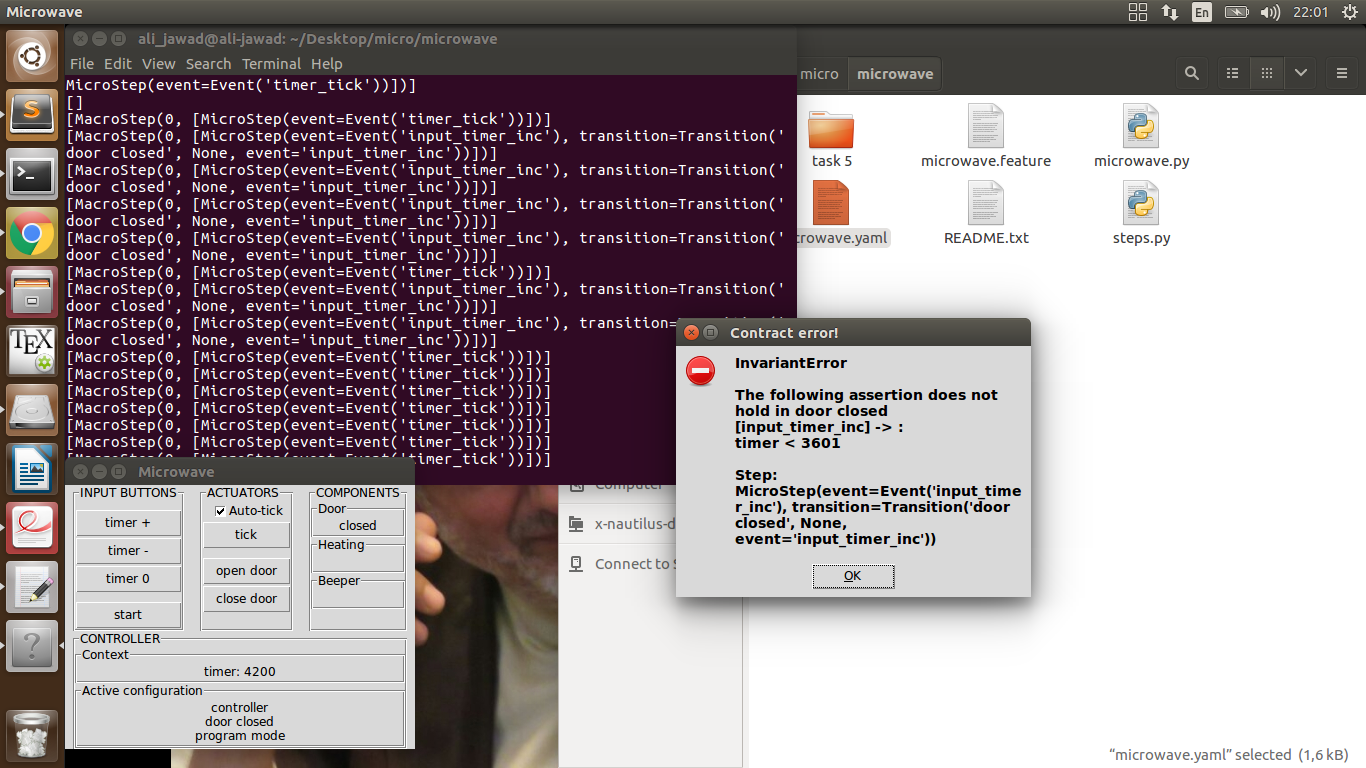 Microwave
En
22:01
ali_jawad@ali-jawad: ~/Desktop/micro/microwave
File Edit View Search Terminal Help
MicroStep(event=Event('timer_tick'))])]
[]
[MacroStep(0, [MicroStep(event=Event('timer_tick'))])]
[MacroStep(0, [MicroStep(event=Event('input_timer_inc'), transition=Transition('
door closed', None, event='input_timer_inc'))])]
[MacroStep(0, [MicroStep(event=Event('input_timer_inc'), transition=Transition('
door closed', None, event='input_timer_inc'))])]
[MacroStep(0, [MicroStep(event=Event('input_timer_inc'), transition=Transition('
door closed', None, event='input_timer_inc'))])]
[MacroStep(0, [MicroStep(event=Event('input_timer_inc'), transition=Transition('
door closed', None, event='input_timer_inc'))])]
[MacroStep(0, [MicroStep(event=Event('timer_tick'))])]
[MacroStep(0, [MicroStep(event=Event('input_timer_inc'), transition=Transition('
door closed', None, event='input_timer_inc'))])]
[MacroStep(0, [MicroStep(event=Event('input_timer_inc'),
door closed', None, event='input_timer_inc'))])]
[MacroStep(0, [MicroStep(event=Event('timer_tick'))])]
[MacroStep(0, [MicroStep(event=Event('timer_tick'))])]
[MacroStep(0, [MicroStep(event=Event('timer_tick'))])]
[MacroStep(0, [MicroStep(event=Event('timer_tick'))])]
[MacroStep(0, [MicroStep(event=Event('timer_tick'))])]
[MacroStep(0, [MicroStep(event=Event('timer_tick'))])]
[MacroStep(0, [MicroStep(event=Event('timer_tick'))])]
micro
microwave
task 5
microwave.feature
microwave.py
crowave.yaml
README.txt
steps.py
Contract error!
InvariantError
The following assertion does not
hold in door closed
[input_timer_inc] -> :
timer < 3601
Step:
MicroStep(event=Event('input_time
r_inc'), transition=Transition('door
closed', None,
event='input_timer_inc'))
OK
Computer
x-nautilus-d
Connect to S
Microwave
INPUT BUTTONS
timer +
timer -
timer 0
start
ACTUATORS
Auto-tick
tick
open door
close door
COMPONENTS
Door
closed
Heating
Beeper
CONTROLLER
Context
timer: 4200
Active configuration
controller
door closed
program mode
TEX
“microwave.yaml” selected (1,6 kB)